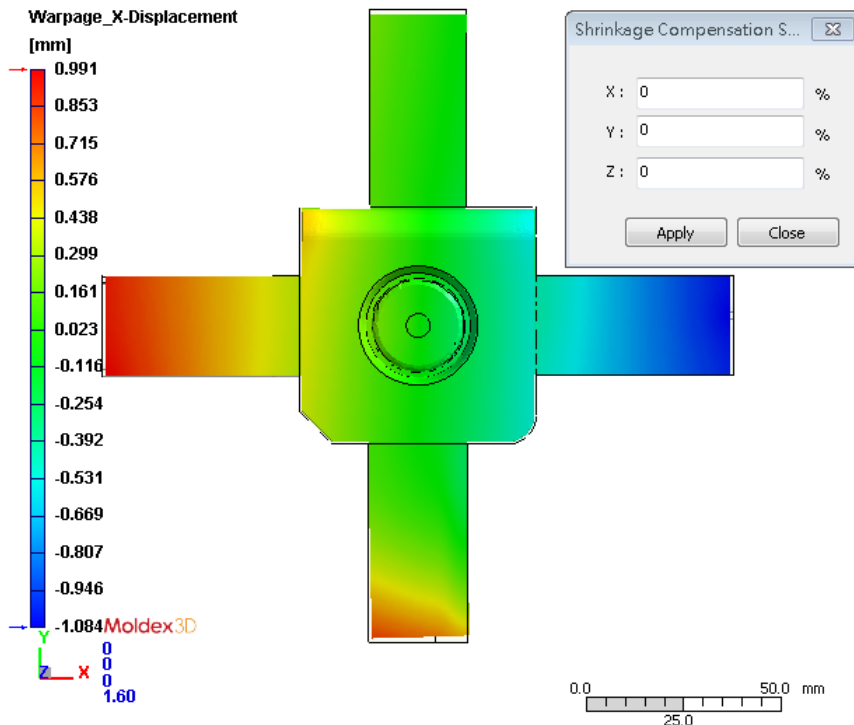 Warpage_X-Displacement
[mm]
0.991
0.853
0.715
0.576
0.438
0.299
0.161
0.023
-0.116
-0.254
-0.392
-0.531
-0.669
-0.807
-0.946
-1.084
Moldex3D
Y
Z
X
0
0
0
1.60
Shrinkage Compensation S...
X : 0 %
Y : 0 %
Z : 0 %
Apply Close
0.0 50.0 mm
25.0